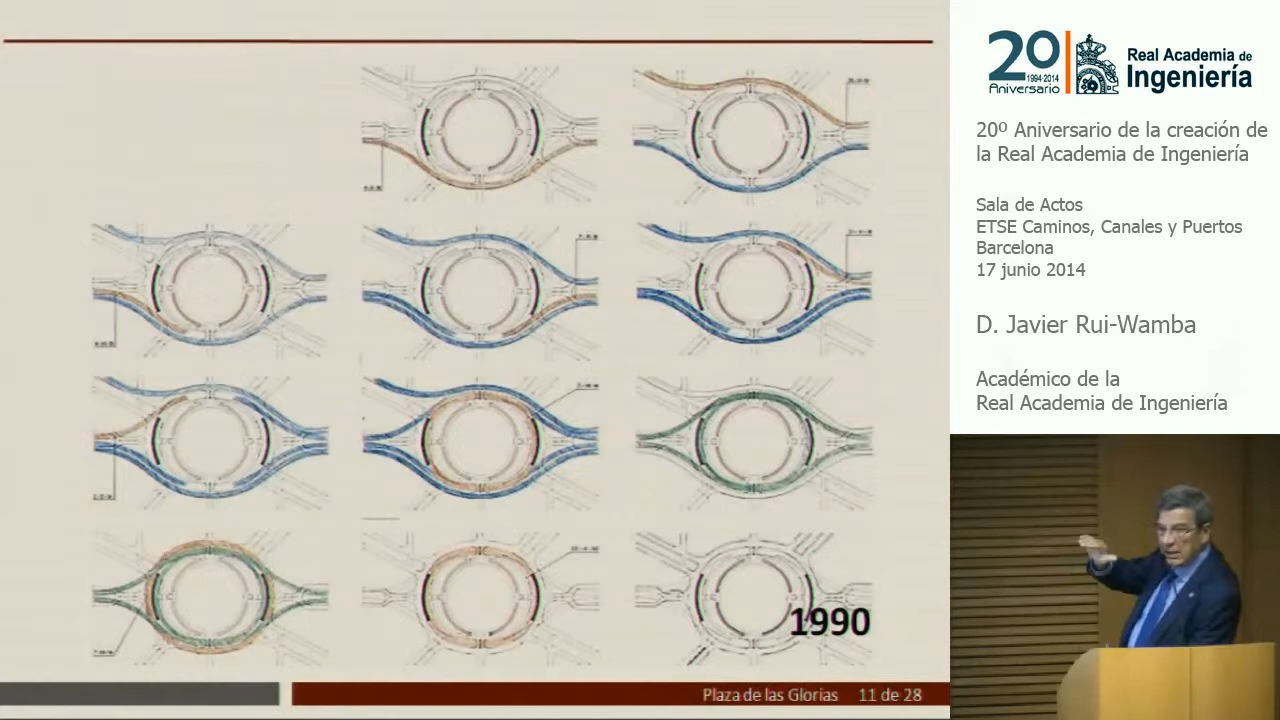 1990
Plaza de las Glorias 11 de 28
20
1994-2014
Aniversario
Real Academia de
Ingeniería
20º Aniversario de la creación de
la Real Academia de Ingeniería
Sala de Actos
ETSE Caminos, Canales y Puertos
Barcelona
17 junio 2014
D. Javier Rui-Wamba
Académico de la
Real Academia de Ingeniería